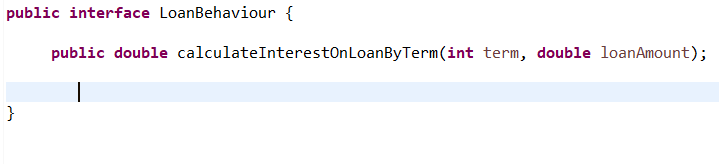 public interface LoanBehaviour {
public double calculateInterestOnLoanByTerm(int term, double loanAmount);
}